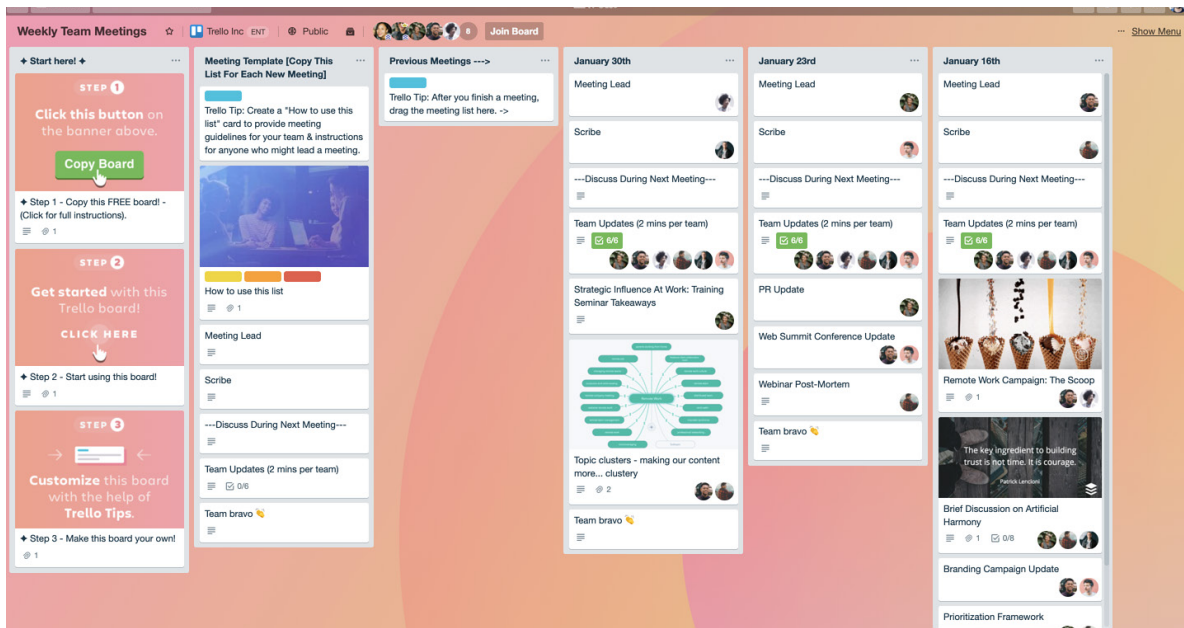 Weekly Team Meetings
Trello Inc ENT
Public
8
Join Board
··· Show Menu
✦ Start here! ✦
STEP 1
Click this button on
the banner above.
Copy Board
✦ Step 1 - Copy this FREE board! -
(Click for full instructions).
1
STEP 2
Get started with this
Trello board!
CLICK HERE
✦ Step 2 - Start using this board!
1
STEP 3
Customize this board
with the help of
Trello Tips.
✦ Step 3 - Make this board your own!
1
Meeting Template [Copy This
List For Each New Meeting]
Trello Tip: Create a "How to use this
list" card to provide meeting
guidelines for your team & instructions
for anyone who might lead a meeting.
How to use this list
1
Meeting Lead
Scribe
---Discuss During Next Meeting---
Team Updates (2 mins per team)
0/6
Team bravo 👏
Previous Meetings --->
Trello Tip: After you finish a meeting,
drag the meeting list here. ->
January 30th
Meeting Lead
Scribe
---Discuss During Next Meeting---
Team Updates (2 mins per team)
6/6
Strategic Influence At Work: Training
Seminar Takeaways
Topic clusters - making our content
more... clustery
2
Team bravo 👏
January 23rd
Meeting Lead
Scribe
---Discuss During Next Meeting---
Team Updates (2 mins per team)
6/6
PR Update
Web Summit Conference Update
Webinar Post-Mortem
Team bravo 👏
January 16th
Meeting Lead
Scribe
---Discuss During Next Meeting---
Team Updates (2 mins per team)
6/6
Remote Work Campaign: The Scoop
1
The key ingredient to building
trust is not time. It is courage.
Patrick Lencioni
Brief Discussion on Artificial
Harmony
1
0/8
Branding Campaign Update
Prioritization Framework